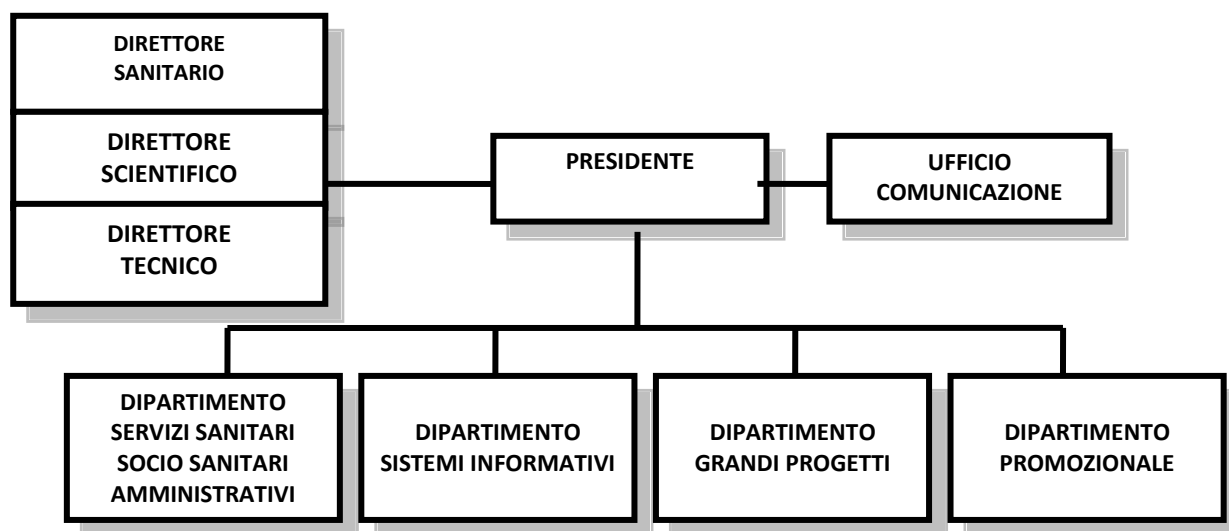 DIRETTORE
SANITARIO
DIRETTORE
SCIENTIFICO
DIRETTORE
TECNICO
PRESIDENTE
UFFICIO
COMUNICAZIONE
DIPARTIMENTO
SERVIZI SANITARI
SOCIO SANITARI
AMMINISTRATIVI
DIPARTIMENTO
SISTEMI INFORMATIVI
DIPARTIMENTO
GRANDI PROGETTI
DIPARTIMENTO
PROMOZIONALE